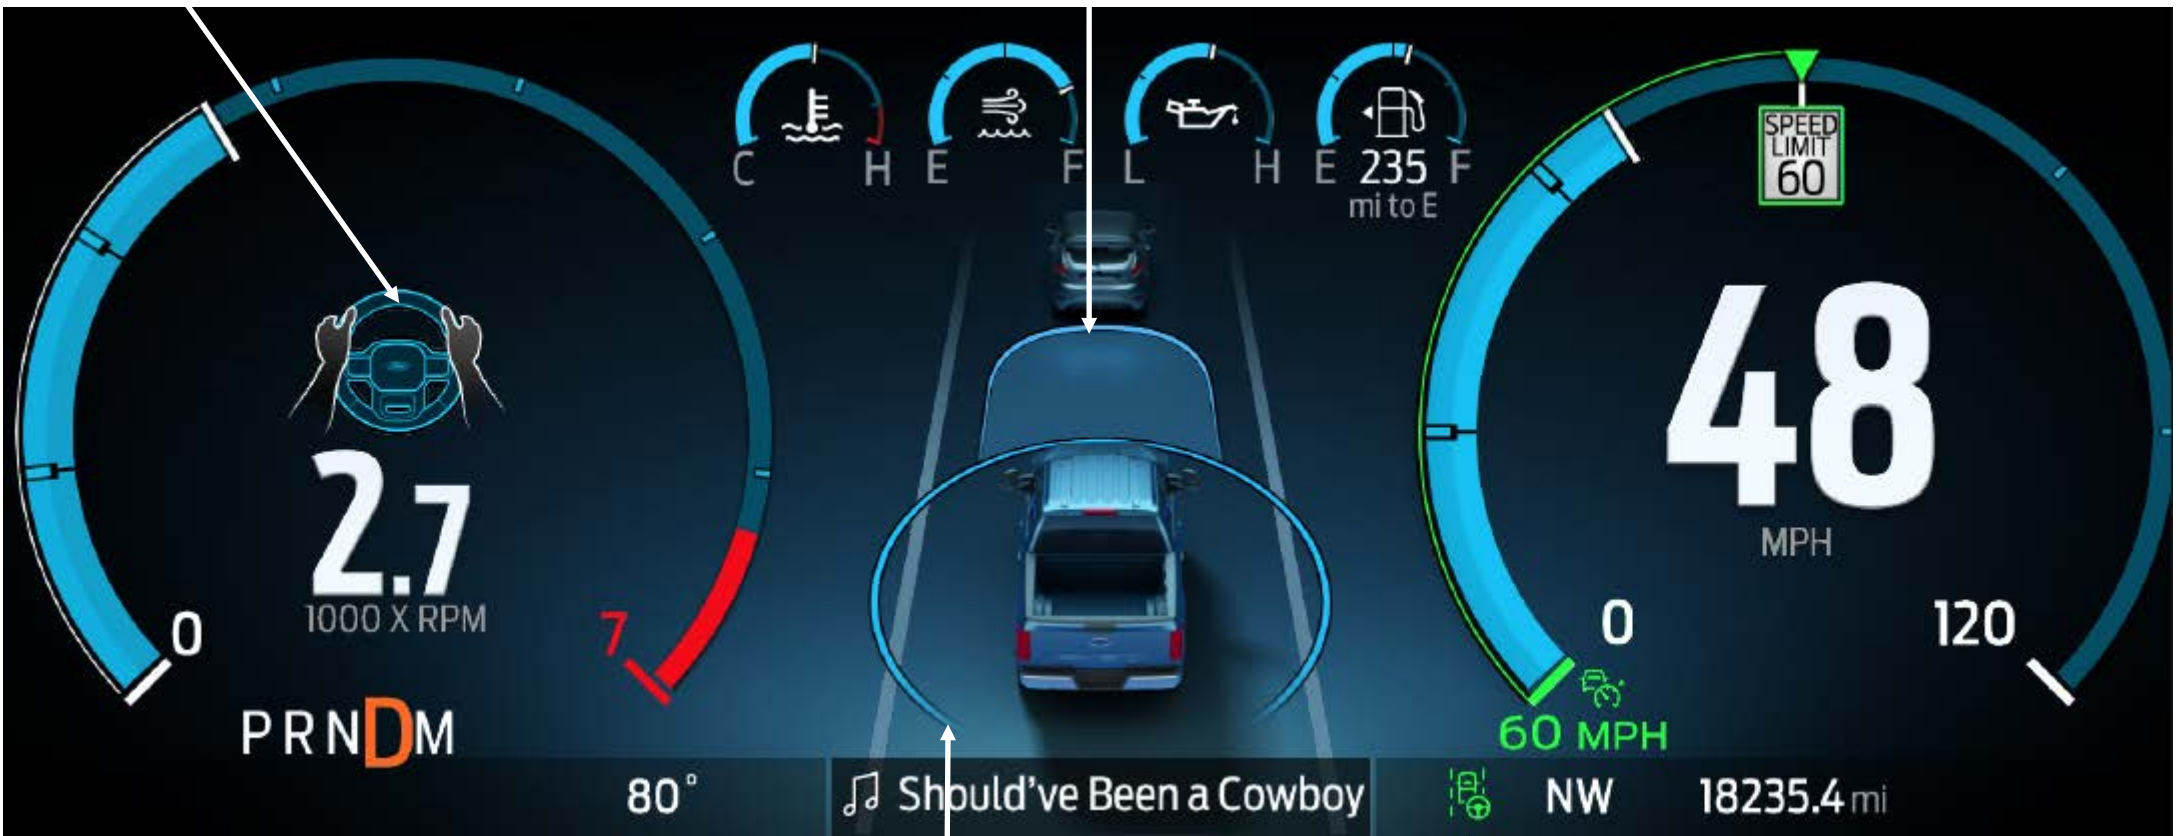 C H
E F
L H
E 235 F
mi to E
SPEED
LIMIT
60
2.7
1000 X RPM
0
7
PRNDM
48
MPH
0
120
60 MPH
80°
Should've Been a Cowboy
NW
18235.4 mi